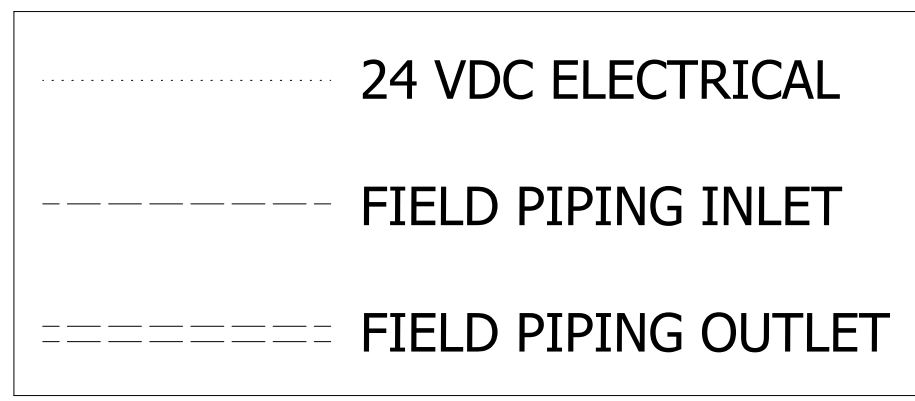 24 VDC ELECTRICAL
FIELD PIPING INLET
FIELD PIPING OUTLET